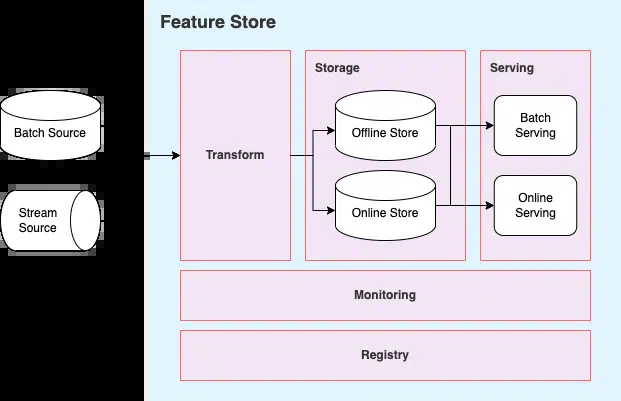 Feature Store
Batch Source
Stream
Source
Transform
Storage
Offline Store
Online Store
Serving
Batch
Serving
Online
Serving
Monitoring
Registry